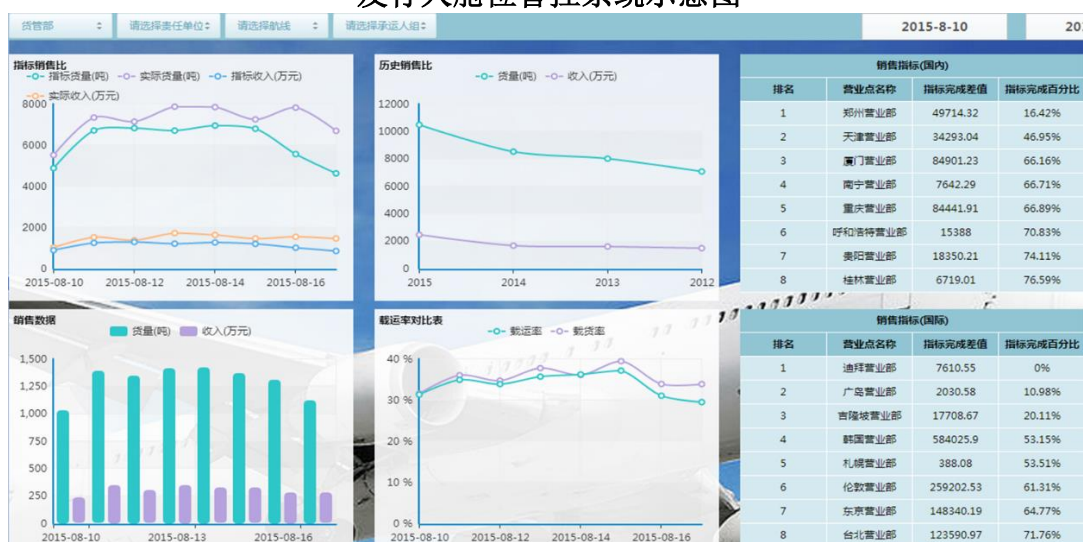 货管部 请选择责任单位 请选择航线 请选择承运人组 2015-8-10
指标销售比
指标货量(吨) 实际货量(吨) 指标收入(万元)
实际收入(万元)
8000
6000
4000
2000
0
2015-08-10 2015-08-12 2015-08-14 2015-08-16
历史销售比
货量(吨) 收入(万元)
12000
10000
8000
6000
4000
2000
0
2015 2014 2013 2012
销售指标(国内)
排名 营业点名称 指标完成差值 指标完成百分比
1 郑州营业部 49714.32 16.42%
2 天津营业部 34293.04 46.95%
3 厦门营业部 84901.23 66.16%
4 南宁营业部 7642.29 66.71%
5 重庆营业部 84441.91 66.89%
6 呼和浩特营业部 15388 70.83%
7 贵阳营业部 18350.21 74.11%
8 桂林营业部 6719.01 76.59%
销售数据
货量(吨) 收入(万元)
1,500
1,250
1,000
750
500
250
0
2015-08-10 2015-08-13 2015-08-16
载运率对比表
载运率 载货率
40 %
30 %
20 %
10 %
0 %
2015-08-10 2015-08-12 2015-08-14 2015-08-16
销售指标(国际)
排名 营业点名称 指标完成差值 指标完成百分比
1 迪拜营业部 7610.55 0%
2 广岛营业部 2030.58 10.98%
3 吉隆坡营业部 17708.67 20.11%
4 韩国营业部 584025.9 53.15%
5 札幌营业部 388.08 53.51%
6 伦敦营业部 259202.53 61.31%
7 东京营业部 148340.19 64.77%
8 台北营业部 123590.97 71.76%